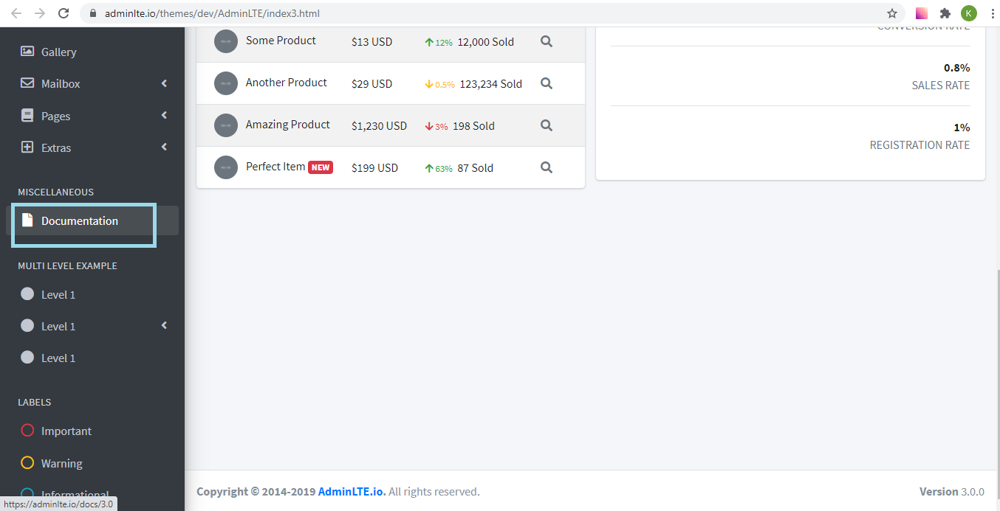 adminlte.io/themes/dev/AdminLTE/index3.html
K
Gallery
Mailbox
Pages
Extras
MISCELLANEOUS
Documentation
MULTI LEVEL EXAMPLE
Level 1
Level 1
Level 1
LABELS
Important
Warning
Informational
https://adminlte.io/docs/3.0
Some Product $13 USD 12% 12,000 Sold
Another Product $29 USD 0.5% 123,234 Sold
Amazing Product $1,230 USD 3% 198 Sold
Perfect Item NEW $199 USD 63% 87 Sold
CONVERSION RATE
0.8%
SALES RATE
1%
REGISTRATION RATE
Copyright © 2014-2019 AdminLTE.io. All rights reserved. Version 3.0.0